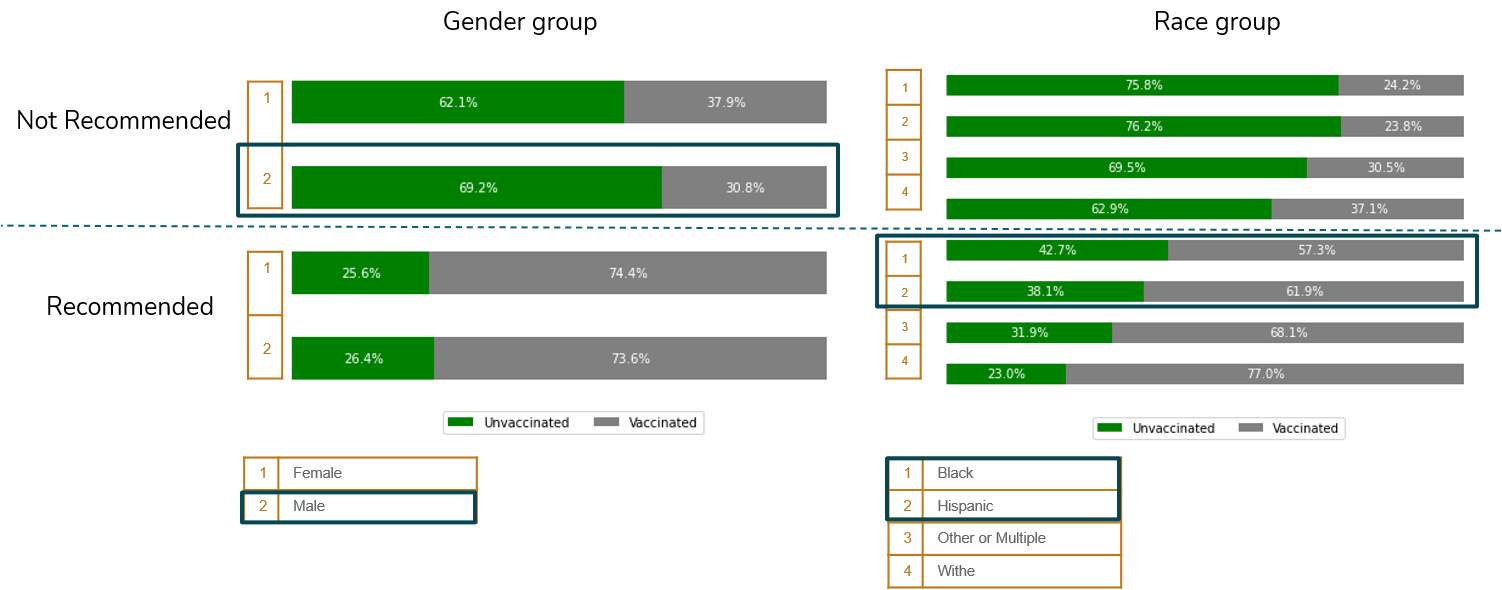 Gender group
Race group
Not Recommended
1
62.1% 37.9%
2
69.2% 30.8%
1
75.8% 24.2%
2
76.2% 23.8%
3
69.5% 30.5%
4
62.9% 37.1%
Recommended
1
25.6% 74.4%
2
26.4% 73.6%
1
42.7% 57.3%
2
38.1% 61.9%
3
31.9% 68.1%
4
23.0% 77.0%
Unvaccinated Vaccinated
Unvaccinated Vaccinated
1 Female
2 Male
1 Black
2 Hispanic
3 Other or Multiple
4 Withe